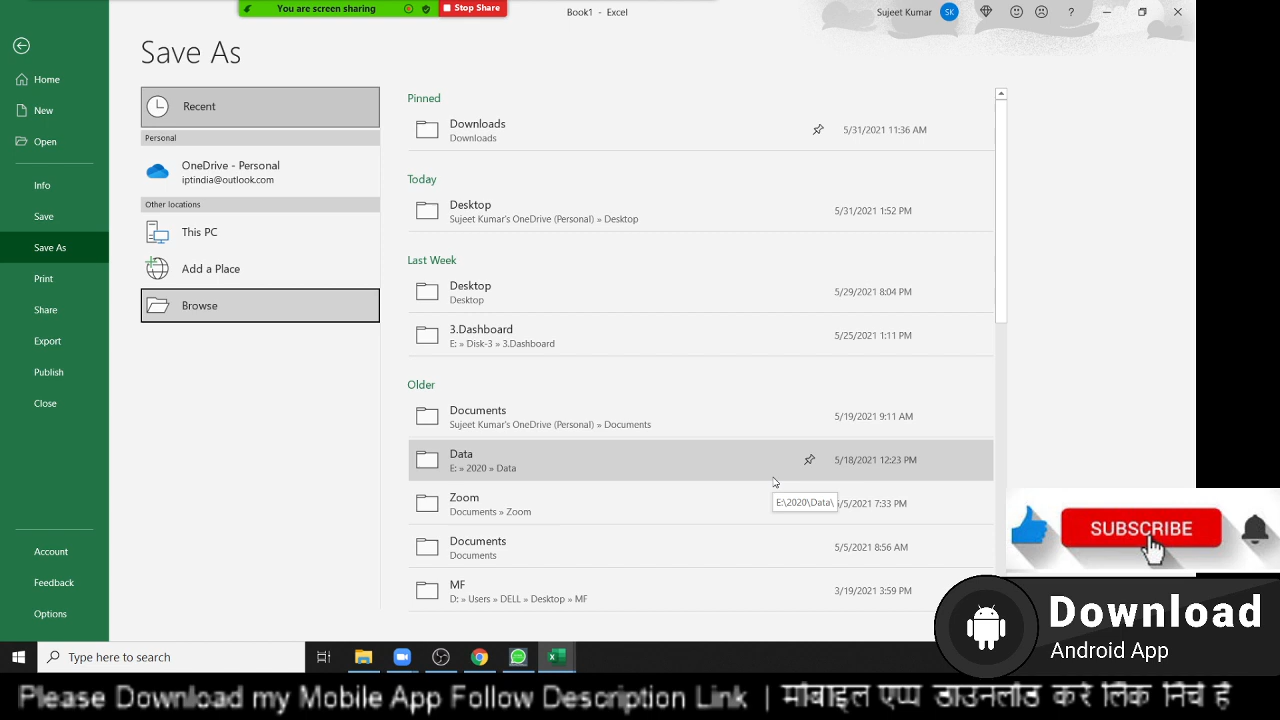 You are screen sharing
Stop Share
Book1 - Excel
Sujeet Kumar
SK
?
Save As
Home
New
Open
Info
Save
Save As
Print
Share
Export
Publish
Close
Account
Feedback
Options
Recent
Personal
OneDrive - Personal
iptindia@outlook.com
Other locations
This PC
Add a Place
Browse
Pinned
Downloads
Downloads
5/31/2021 11:36 AM
Today
Desktop
Sujeet Kumar's OneDrive (Personal) » Desktop
5/31/2021 1:52 PM
Last Week
Desktop
Desktop
5/29/2021 8:04 PM
3.Dashboard
E: » Disk-3 » 3.Dashboard
5/25/2021 1:11 PM
Older
Documents
Sujeet Kumar's OneDrive (Personal) » Documents
5/19/2021 9:11 AM
Data
E: » 2020 » Data
5/18/2021 12:23 PM
E:\2020\Data\
Zoom
Documents » Zoom
/5/2021 7:33 PM
Documents
Documents
5/5/2021 8:56 AM
MF
D: » Users » DELL » Desktop » MF
3/19/2021 3:59 PM
SUBSCRIBE
Download
Android App
Type here to search
Please Download my Mobile App Follow Description Link | मोबाइल एप्प डाउनलोड करे लिंक निचे है